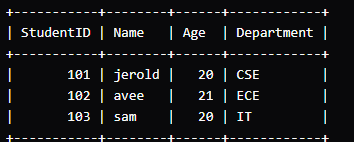 +-----------+--------+------+------------+
| StudentID | Name   | Age  | Department |
+-----------+--------+------+------------+
|       101 | jerold |   20 | CSE        |
|       102 | avee   |   21 | ECE        |
|       103 | sam    |   20 | IT         |
+-----------+--------+------+------------+